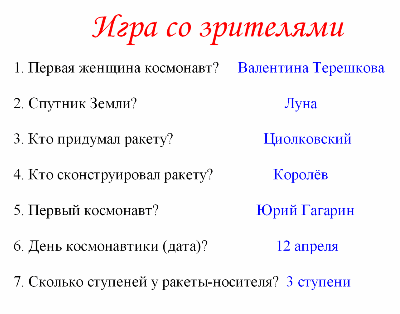 Игра со зрителями
1. Первая женщина космонавт? Валентина Терешкова
2. Спутник Земли? Луна
3. Кто придумал ракету? Циолковский
4. Кто сконструировал ракету? Королёв
5. Первый космонавт? Юрий Гагарин
6. День космонавтики (дата)? 12 апреля
7. Сколько ступеней у ракеты-носителя? 3 ступени